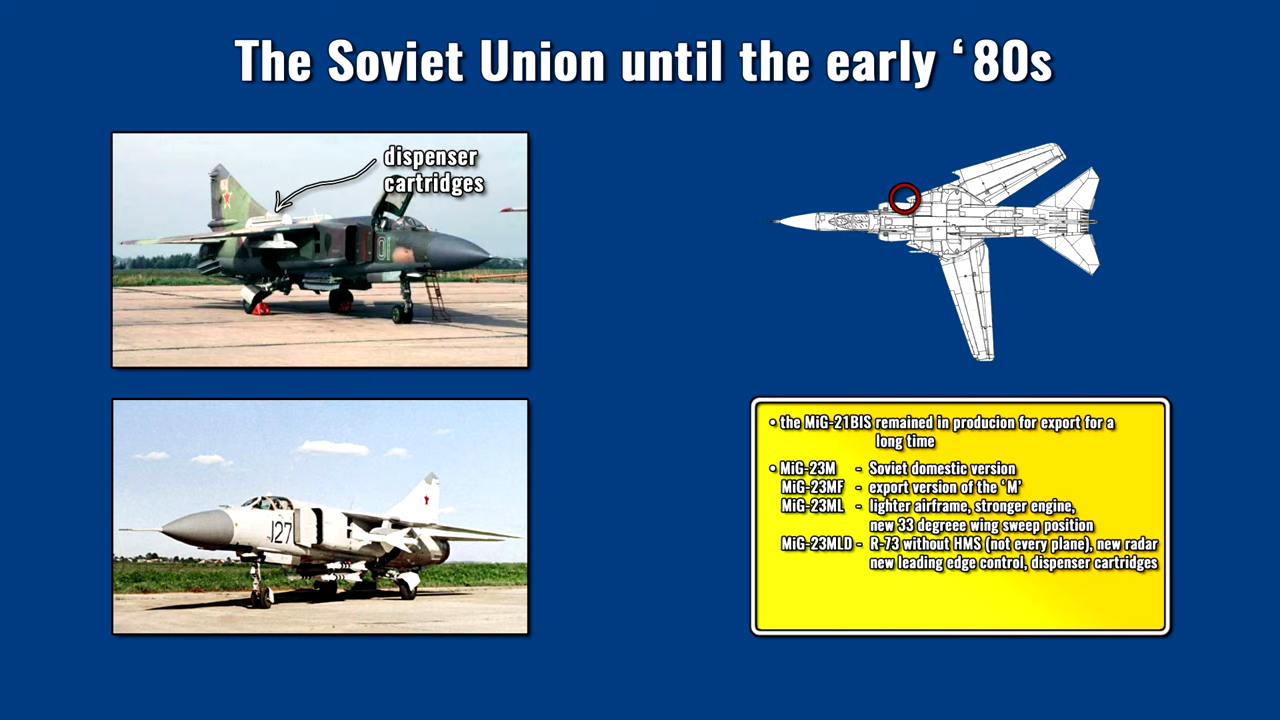 The Soviet Union until the early ‘80s
dispenser
cartridges
01
127
• the MiG-21BIS remained in producion for export for a
long time
• MiG-23M - Soviet domestic version
MiG-23MF - export version of the ‘M’
MiG-23ML - lighter airframe, stronger engine,
new 33 degreee wing sweep position
MiG-23MLD - R-73 without HMS (not every plane), new radar
new leading edge control, dispenser cartridges